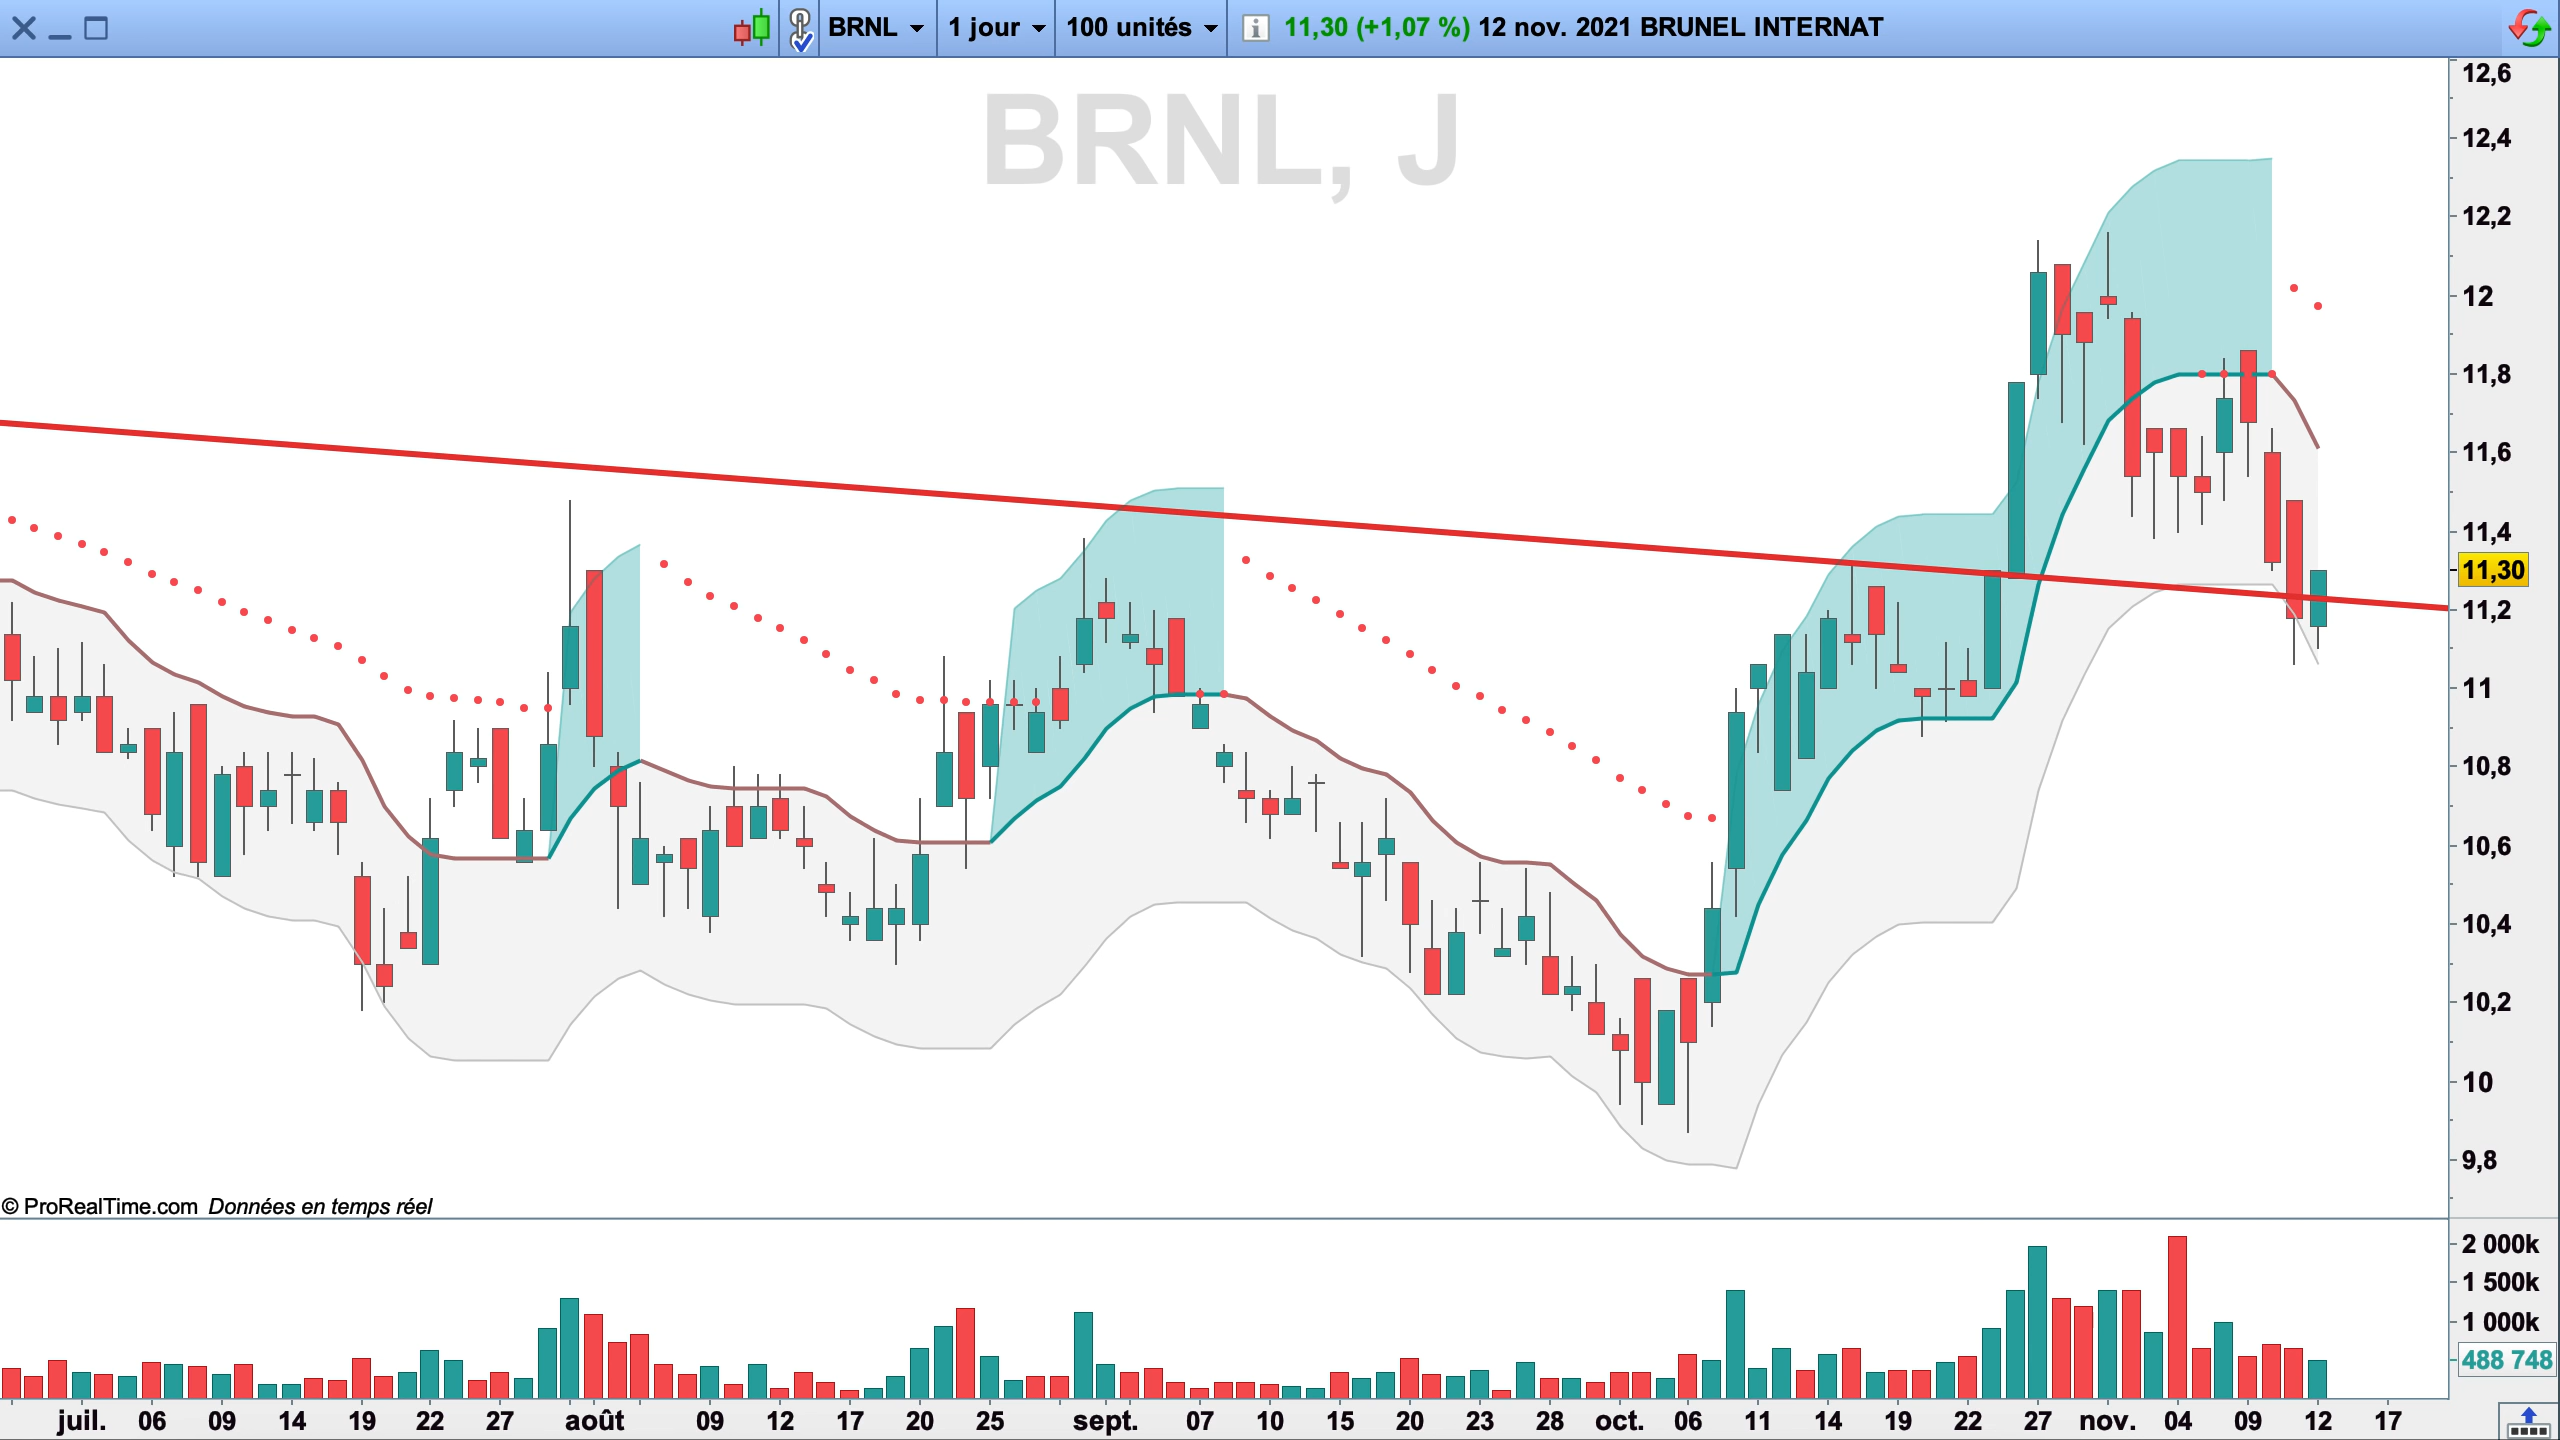 BRNL 1 jour 100 unités 11,30 (+1,07 %) 12 nov. 2021 BRUNEL INTERNAT
BRNL, J
12,6
12,4
12,2
12
11,8
11,6
11,4
11,30
11,2
11
10,8
10,6
10,4
10,2
10
9,8
© ProRealTime.com Données en temps réel
2 000k
1 500k
1 000k
488 748
juil. 06 09 14 19 22 27 août 09 12 17 20 25 sept. 07 10 15 20 23 28 oct. 06 11 14 19 22 27 nov. 04 09 12 17